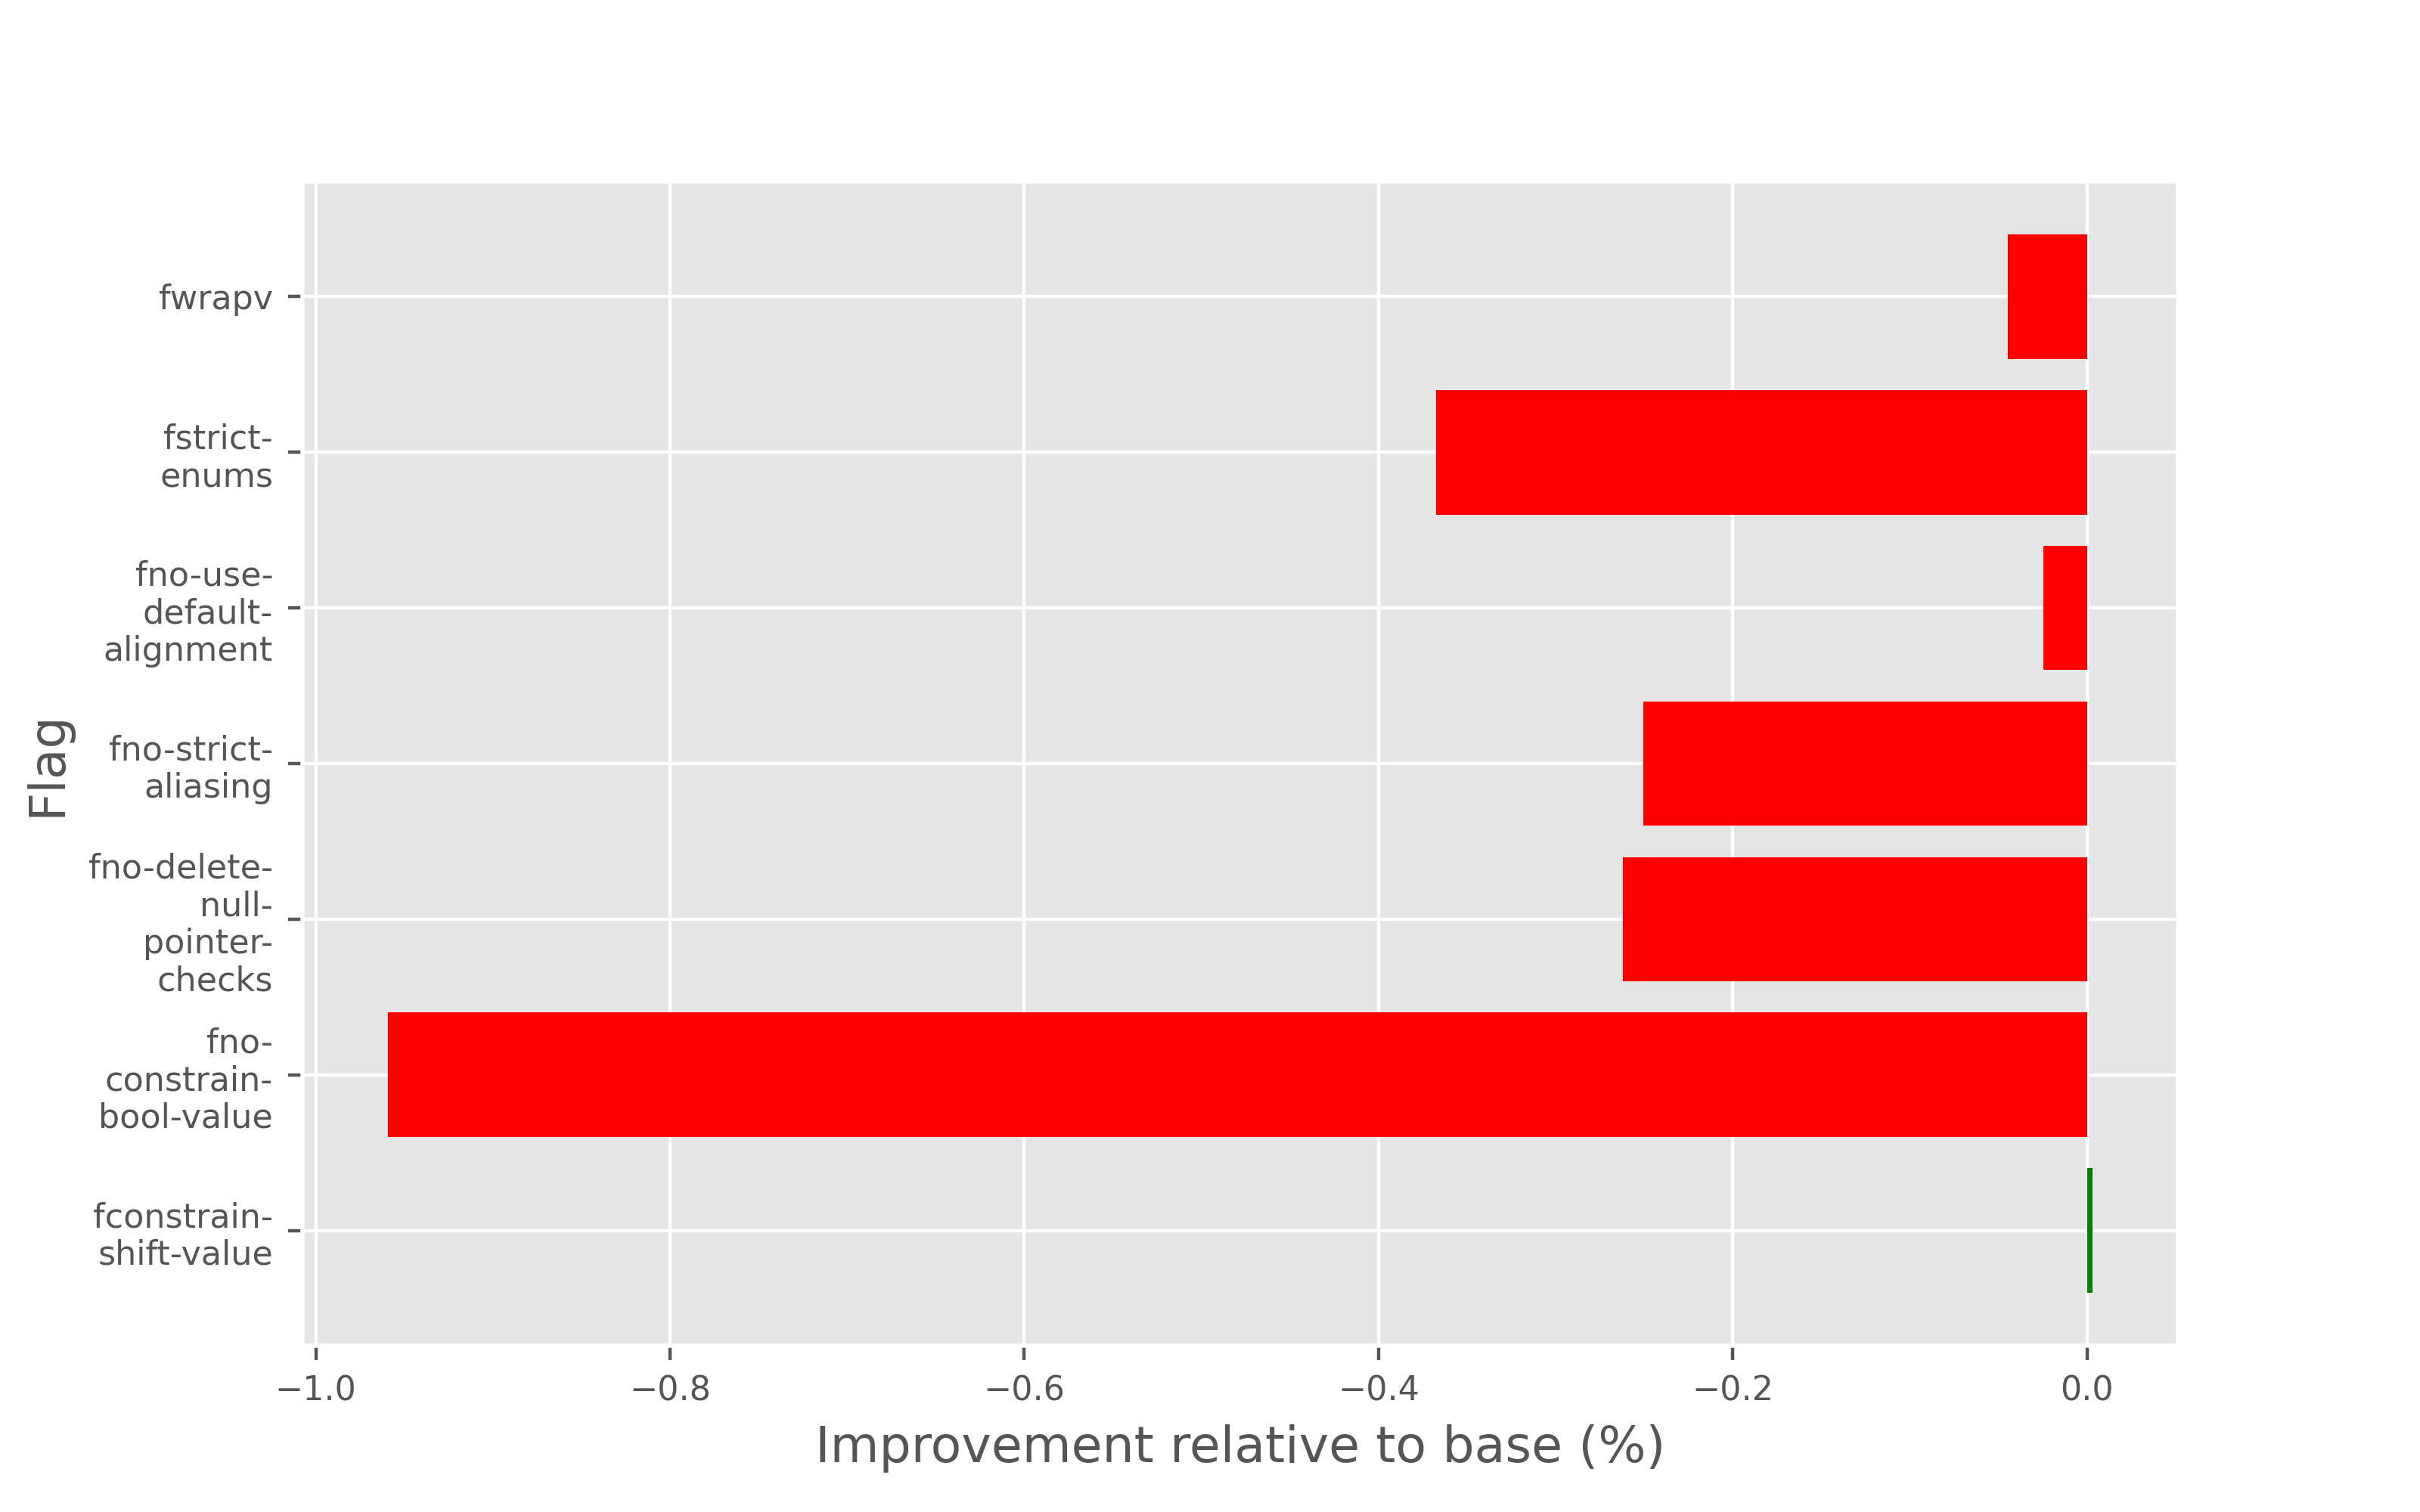 Flag
fwrapv
fstrict-
enums
fno-use-
default-
alignment
fno-strict-
aliasing
fno-delete-
null-
pointer-
checks
fno-
constrain-
bool-value
fconstrain-
shift-value
−1.0
−0.8
−0.6
−0.4
−0.2
0.0
Improvement relative to base (%)